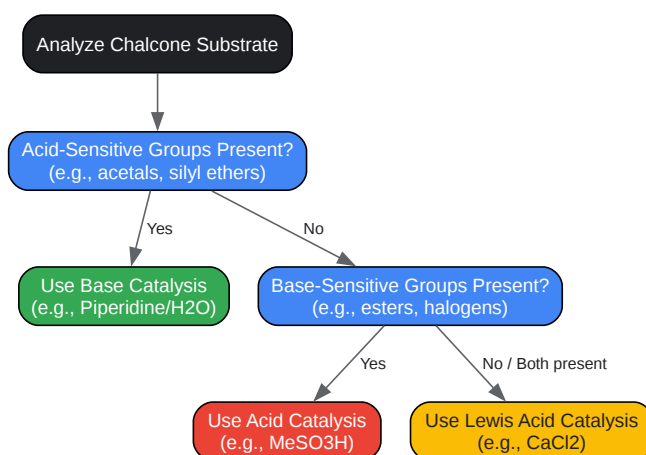 Analyze Chalcone Substrate
Acid-Sensitive Groups Present?
(e.g., acetals, silyl ethers)
Yes
No
Use Base Catalysis
(e.g., Piperidine/H2O)
Base-Sensitive Groups Present?
(e.g., esters, halogens)
Yes
No / Both present
Use Acid Catalysis
(e.g., MeSO3H)
Use Lewis Acid Catalysis
(e.g., CaCl2)